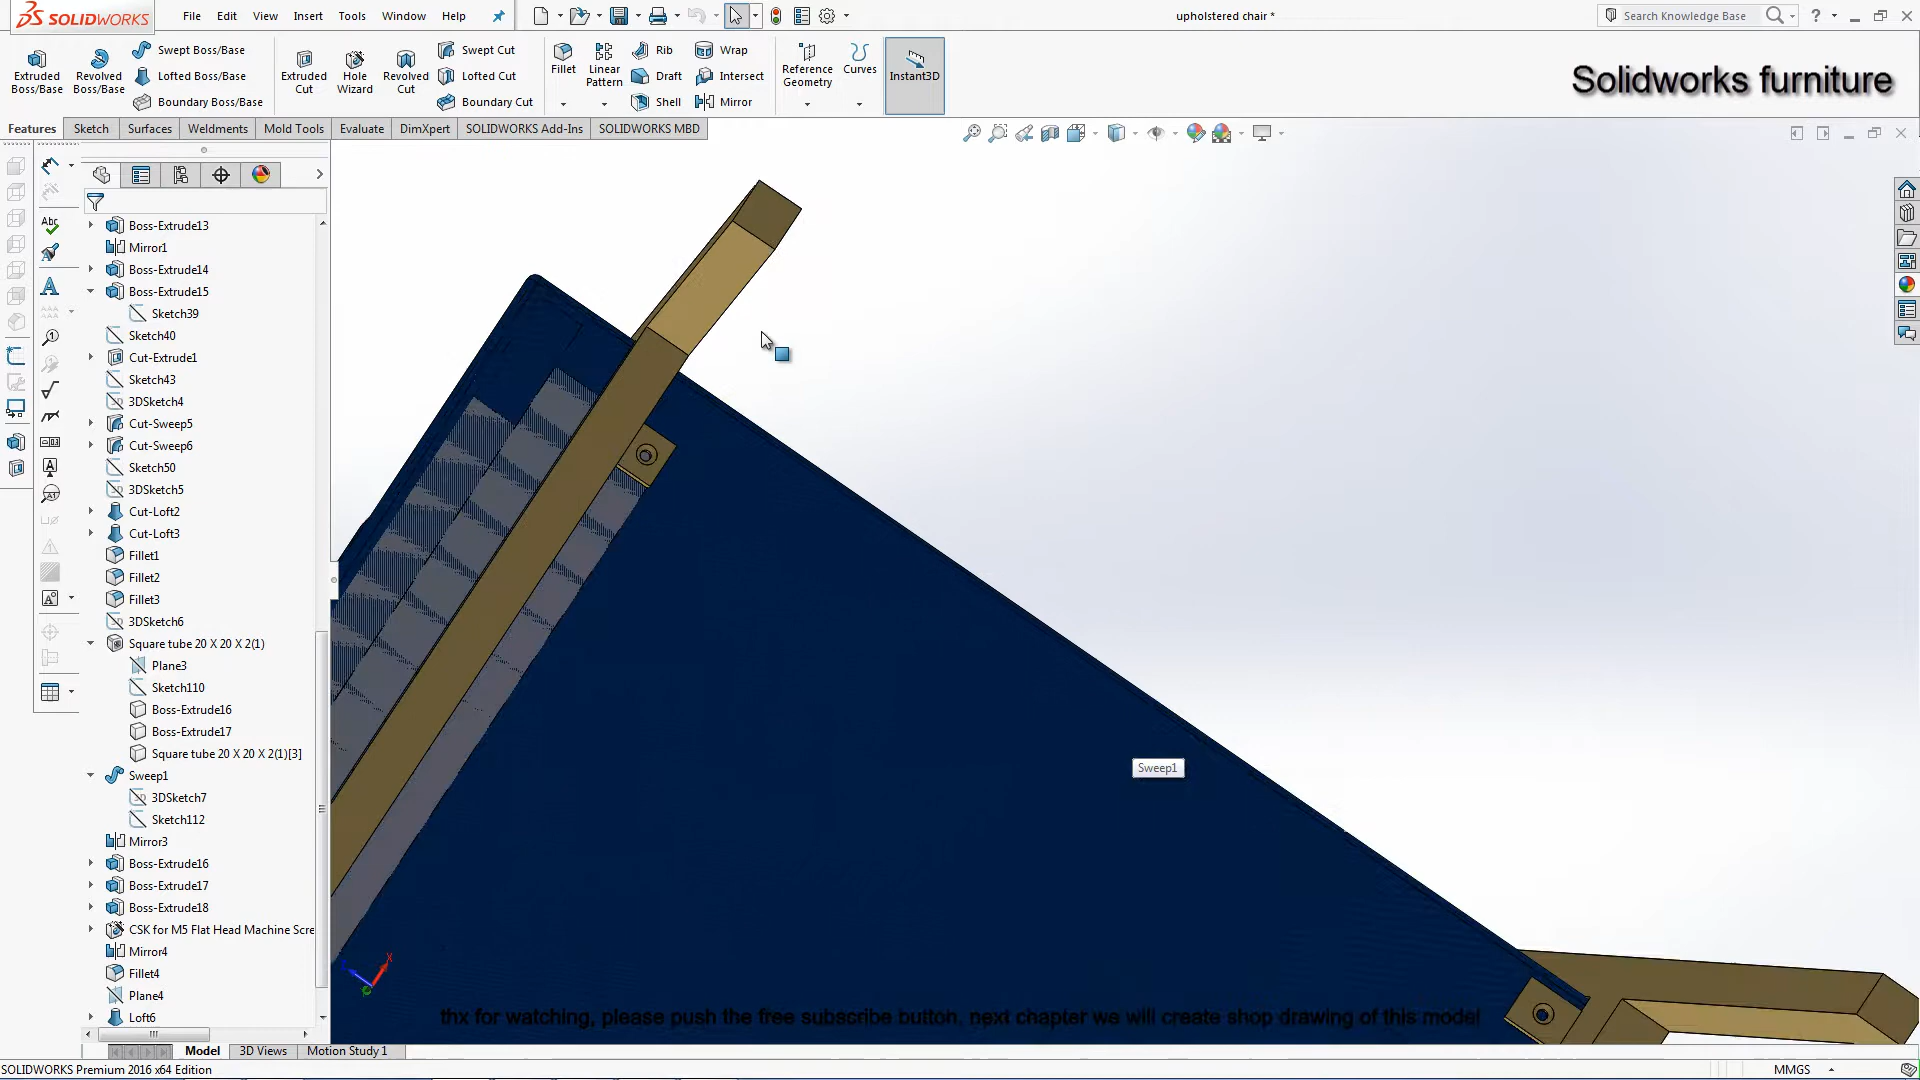 SOLIDWORKS
File Edit View Insert Tools Window Help
upholstered chair *
Search Knowledge Base
Extruded Boss/Base
Revolved Boss/Base
Swept Boss/Base
Lofted Boss/Base
Boundary Boss/Base
Extruded Cut
Hole Wizard
Revolved Cut
Swept Cut
Lofted Cut
Boundary Cut
Fillet
Linear Pattern
Rib
Draft
Shell
Wrap
Intersect
Mirror
Reference Geometry
Curves
Instant3D
Solidworks furniture
Features Sketch Surfaces Weldments Mold Tools Evaluate DimXpert SOLIDWORKS Add-Ins SOLIDWORKS MBD
Boss-Extrude13
Mirror1
Boss-Extrude14
Boss-Extrude15
Sketch39
Sketch40
Cut-Extrude1
Sketch43
3DSketch4
Cut-Sweep5
Cut-Sweep6
Sketch50
3DSketch5
Cut-Loft2
Cut-Loft3
Fillet1
Fillet2
Fillet3
3DSketch6
Square tube 20 X 20 X 2(1)
Plane3
Sketch110
Boss-Extrude16
Boss-Extrude17
Square tube 20 X 20 X 2(1)[3]
Sweep1
3DSketch7
Sketch112
Mirror3
Boss-Extrude16
Boss-Extrude17
Boss-Extrude18
CSK for M5 Flat Head Machine Scre
Mirror4
Fillet4
Plane4
Loft6
Sweep1
thx for watching, please push the free subscribe button. next chapter we will create shop drawing of this model
Model 3D Views Motion Study 1
SOLIDWORKS Premium 2016 x64 Edition
MMGS